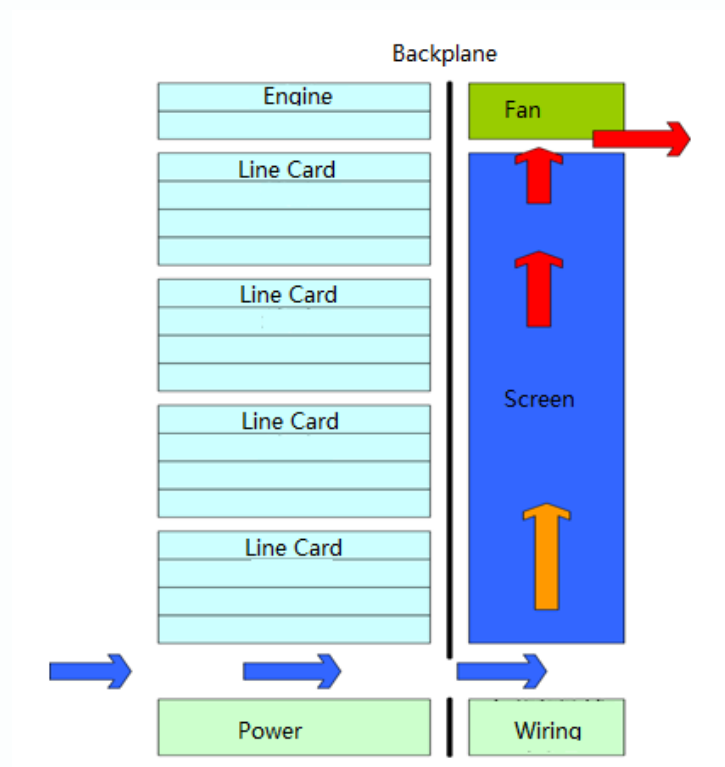 Backplane
Engine
Fan
Line Card
Line Card
Screen
Line Card
Line Card
Power
Wiring